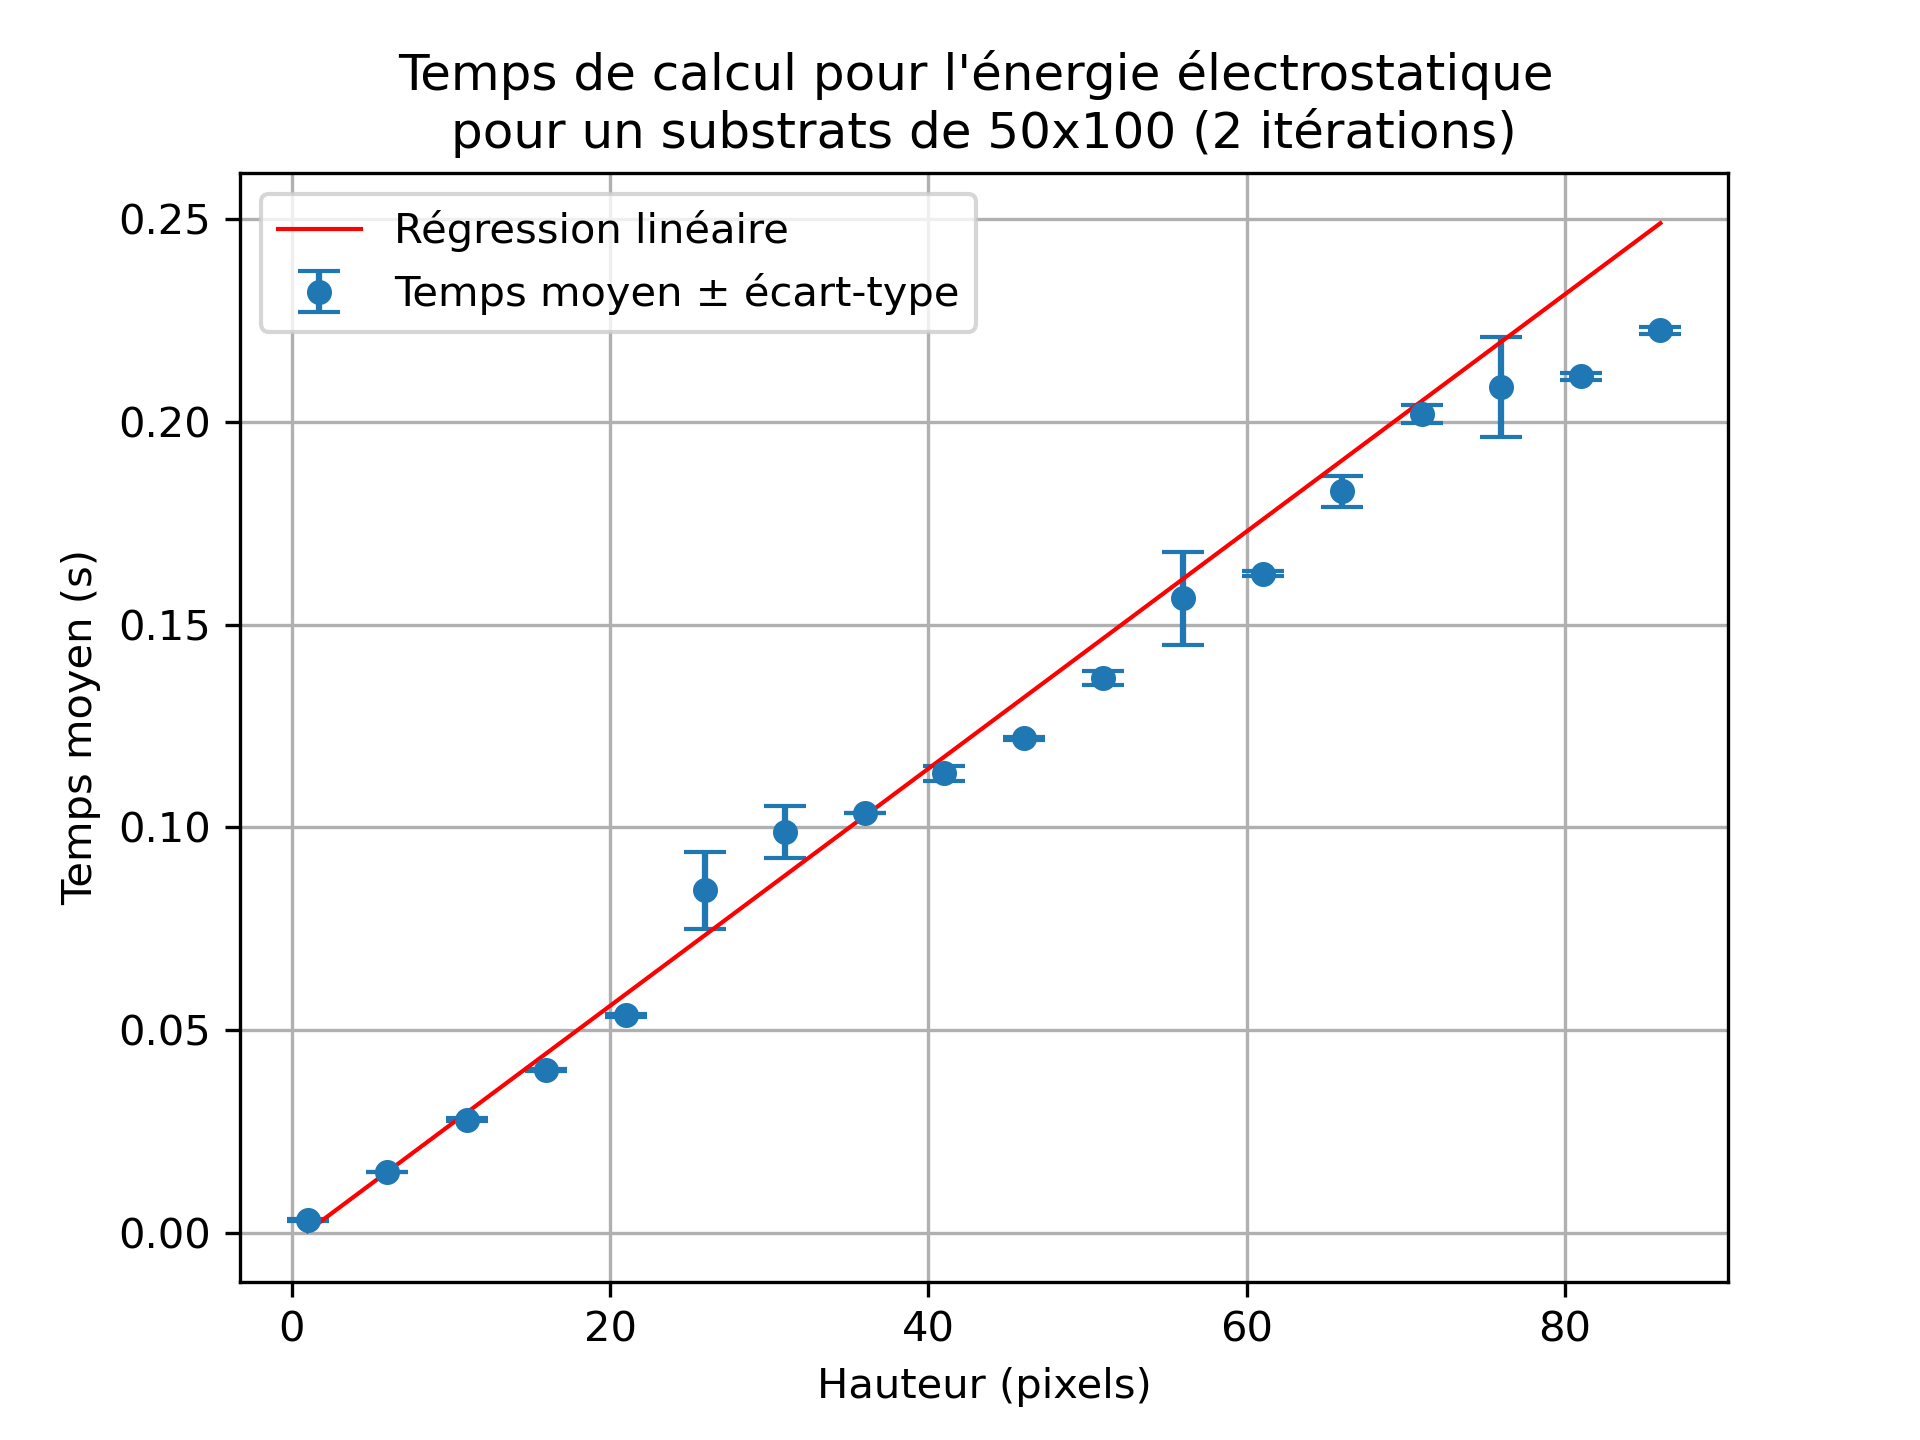 Temps de calcul pour l'énergie électrostatique
pour un substrats de 50x100 (2 itérations)
Régression linéaire
Temps moyen ± écart-type
0.25
0.20
0.15
0.10
0.05
0.00
Temps moyen (s)
0
20
40
60
80
Hauteur (pixels)